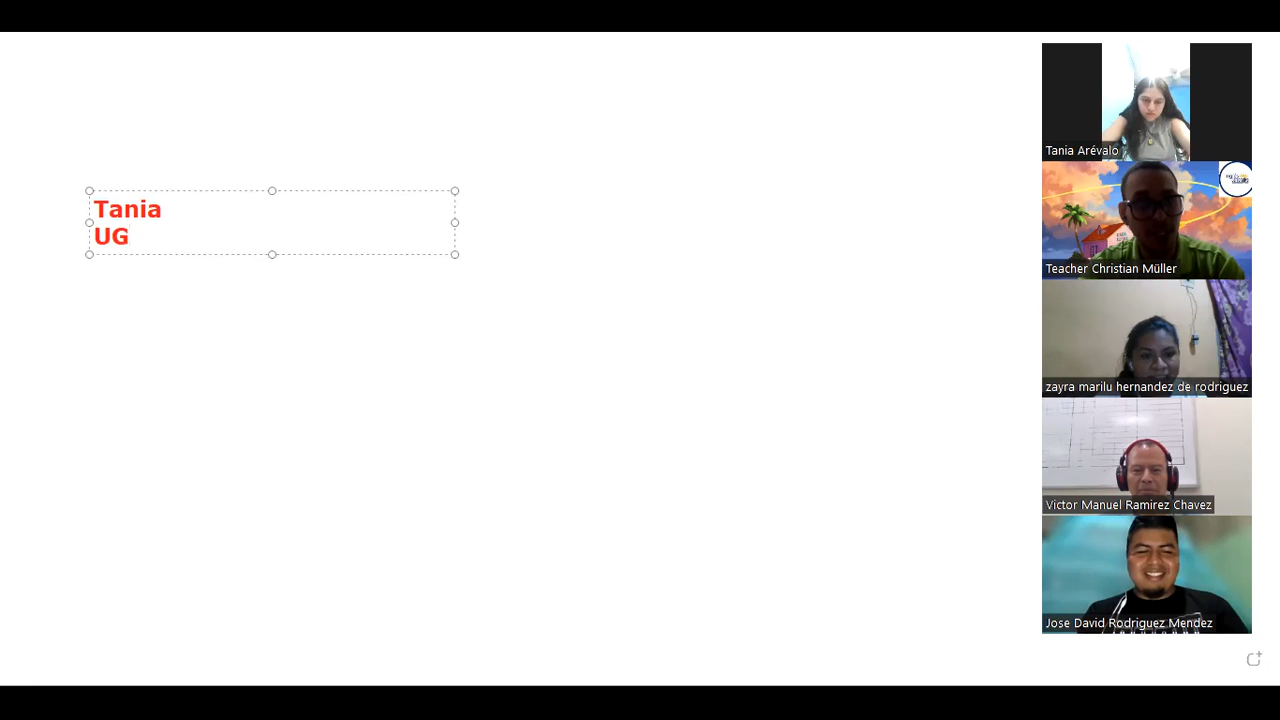 Tania
UG
Tania Arévalo
Teacher Christian Müller
zayra marilu hernandez de rodriguez
Victor Manuel Ramirez Chavez
Jose David Rodriguez Mendez